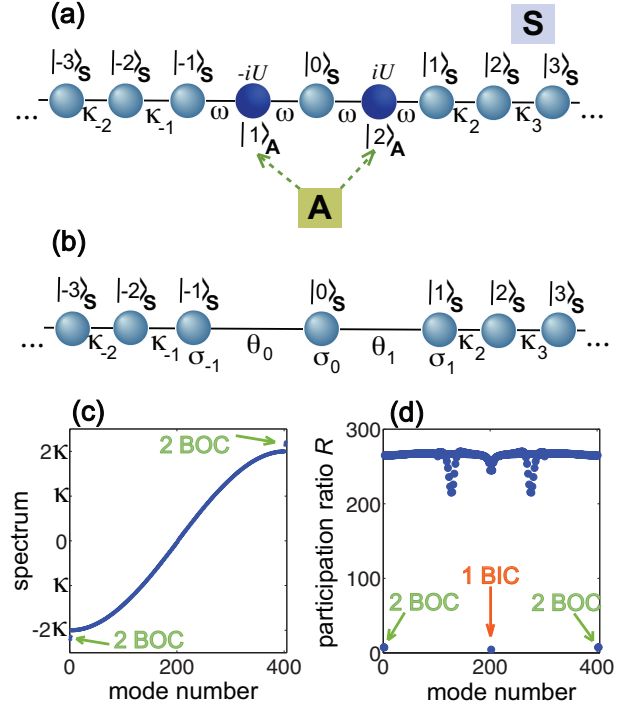 (a)
S
|-3⟩S |-2⟩S |-1⟩S -iU |0⟩S iU |1⟩S |2⟩S |3⟩S
... κ-2 κ-1 ω ω ω ω κ2 κ3 ...
|1⟩A |2⟩A
A
(b)
|-3⟩S |-2⟩S |-1⟩S |0⟩S |1⟩S |2⟩S |3⟩S
... κ-2 κ-1 σ-1 θ0 σ0 θ1 σ1 κ2 κ3 ...
(c)
spectrum
2κ
κ
0
κ
-2κ
2 BOC
2 BOC
0 200 400
mode number
(d)
participation ratio R
300
200
100
0
1 BIC
2 BOC 2 BOC
0 200 400
mode number